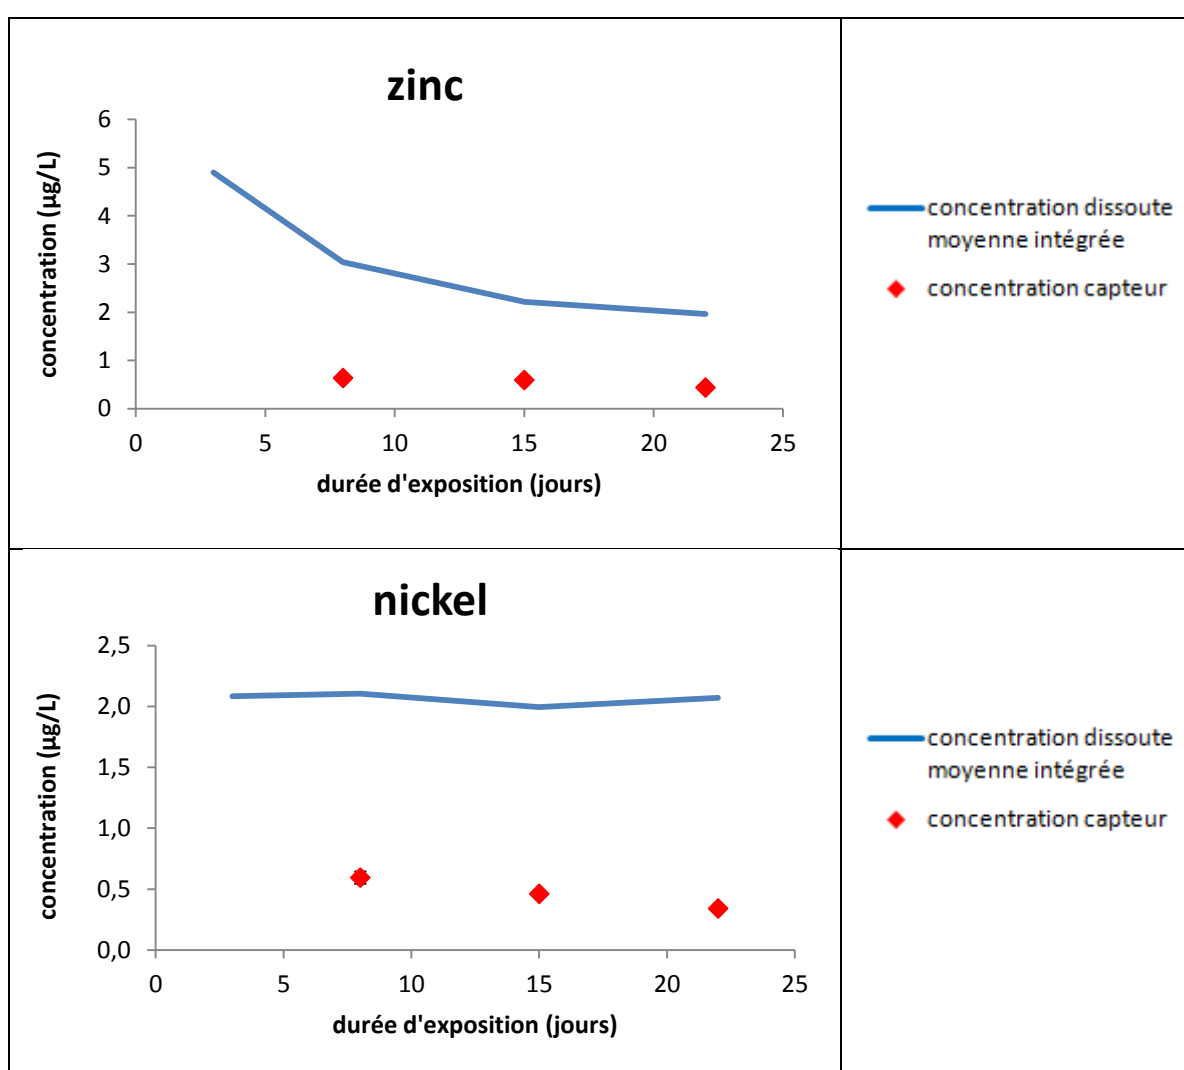 zinc
6
5
4
3
2
1
0
0 5 10 15 20 25
concentration (µg/L)
durée d'exposition (jours)
concentration dissoute
moyenne intégrée
concentration capteur
nickel
2,5
2,0
1,5
1,0
0,5
0,0
0 5 10 15 20 25
concentration (µg/L)
durée d'exposition (jours)
concentration dissoute
moyenne intégrée
concentration capteur